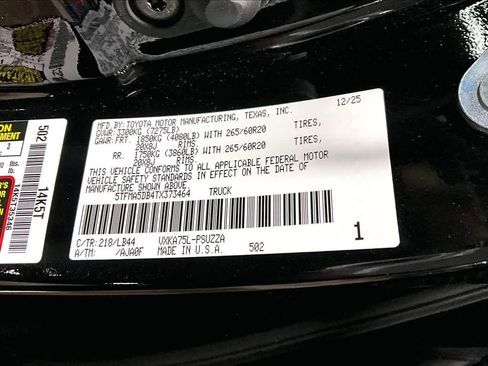 MFD.BY:TOYOTA MOTOR MANUFACTURING, TEXAS, INC. 12/25
GVWR:3300KG (7275LB)
GAWR:FRT. 1850KG (4080LB) WITH 265/60R20 TIRES,
20X8J RIMS
RR. 1750KG (3860LB) WITH 265/60R20 TIRES,
20X8J RIMS
THIS VEHICLE CONFORMS TO ALL APPLICABLE FEDERAL MOTOR
VEHICLE SAFETY STANDARDS IN EFFECT ON THE DATE OF
MANUFACTURE SHOWN ABOVE.
5TFMA5DB4TX373464 TRUCK
C/TR:218/LB44 VXKA75L-PSUZZA
A/TM: /AJA0F MADE IN U.S.A. 502 1
502 1 4K5T